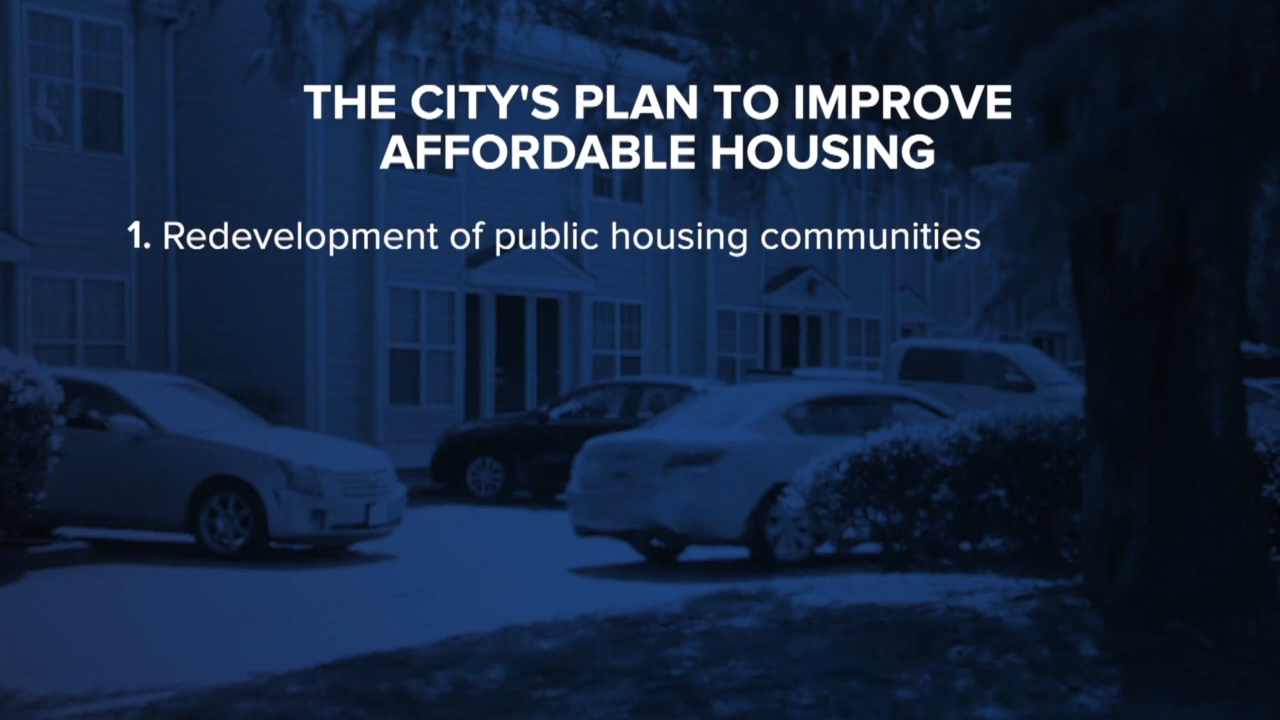 THE CITY'S PLAN TO IMPROVE
AFFORDABLE HOUSING
1. Redevelopment of public housing communities